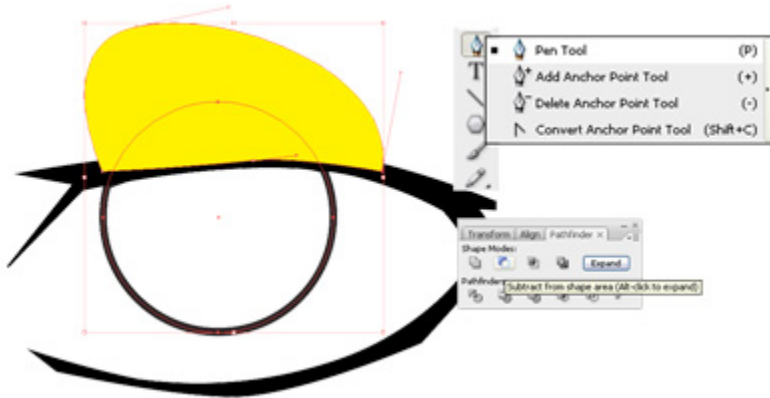 Pen Tool (P)
Add Anchor Point Tool (+)
Delete Anchor Point Tool (-)
Convert Anchor Point Tool (Shift+C)
T
Transform Align Pathfinder ×
Shape Modes:
Expand
Pathfinders:
Subtract from shape area (Alt-click to expand)